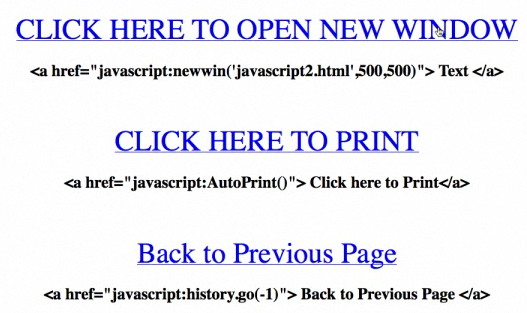 CLICK HERE TO OPEN NEW WINDOW
<a href="javascript:newwin('javascript2.html',500,500)"> Text </a>
CLICK HERE TO PRINT
<a href="javascript:AutoPrint()"> Click here to Print</a>
Back to Previous Page
<a href="javascript:history.go(-1)"> Back to Previous Page </a>